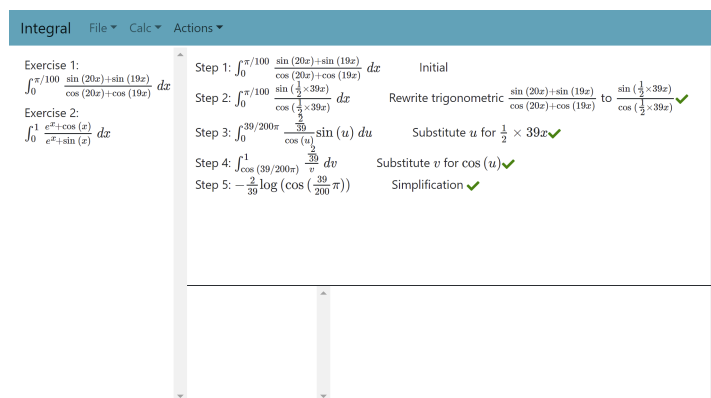 Integral File Calc Actions
Exercise 1:
∫₀^{π/100} (sin (20x)+sin (19x))/(cos (20x)+cos (19x)) dx
Exercise 2:
∫₀^1 (e^x+cos (x))/(e^x+sin (x)) dx
Step 1: ∫₀^{π/100} (sin (20x)+sin (19x))/(cos (20x)+cos (19x)) dx Initial
Step 2: ∫₀^{π/100} (sin (1/2×39x))/(cos (1/2×39x)) dx Rewrite trigonometric (sin (20x)+sin (19x))/(cos (20x)+cos (19x)) to (sin (1/2×39x))/(cos (1/2×39x)) ✔
Step 3: ∫₀^{39/200π} (2/39)/(cos (u)) sin (u) du Substitute u for 1/2 × 39x ✔
Step 4: ∫_{cos (39/200π)}^1 (2/39)/v dv Substitute v for cos (u) ✔
Step 5: −2/39 log (cos (39/200 π)) Simplification ✔